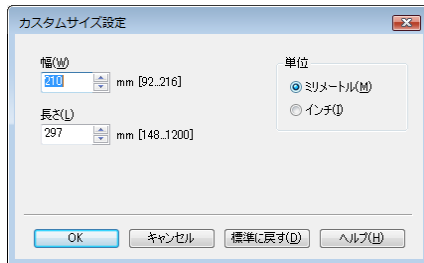 カスタムサイズ設定
幅(W)
210 mm [92...216]
長さ(L)
297 mm [148...1200]
単位
ミリメートル(M)
インチ(I)
OK キャンセル 標準に戻す(D) ヘルプ(H)